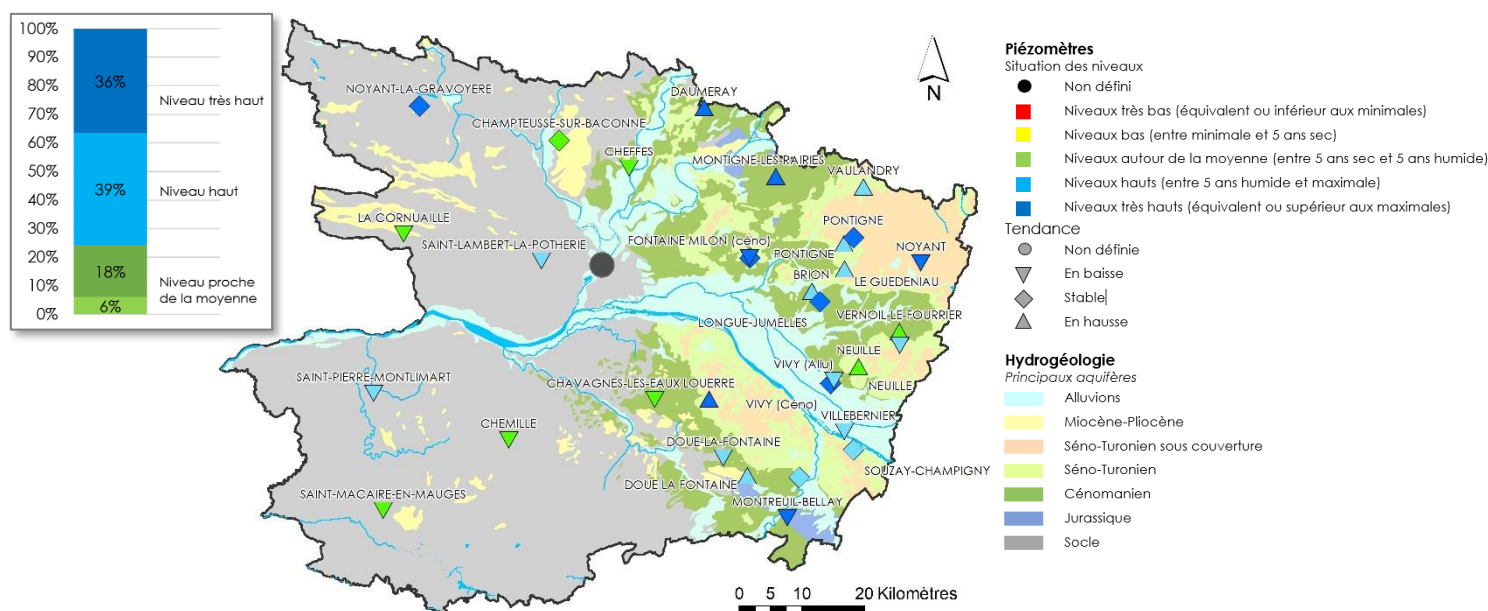 100%
90%
80%
70%
60%
50%
40%
30%
20%
10%
0%
36%
39%
18%
6%
Niveau très haut
Niveau haut
Niveau proche
de la moyenne
NOYANT-LA-GRAVOYERE
CHAMPTEUSSE-SUR-BACONNE
DAUMERAY
CHEFFES
MONTIGNE-LES-RAIRIES
VAULANDRY
LA CORNUAILLE
SAINT-LAMBERT-LA-POTHERIE
FONTAINE MILON (céno)
PONTIGNE
PONTIGNE
NOYANT
BRION
LE GUEDENIAU
LONGUE-JUMELLES
VERNOIL-LE-FOURRIER
NEUILLE
VIVY (Allu)
NEUILLE
SAINT-PIERRE-MONTLIMART
CHAVAGNES-LES-EAUX
LOUERRE
VIVY (Céno)
VILLEBERNIER
CHEMILLE
DOUE-LA-FONTAINE
SOUZAY-CHAMPIGNY
DOUE LA FONTAINE
SAINT-MACAIRE-EN-MAUGES
MONTREUIL-BELLAY
N
0 5 10 20 Kilomètres
Piézomètres
Situation des niveaux
Non défini
Niveaux très bas (équivalent ou inférieur aux minimales)
Niveaux bas (entre minimale et 5 ans sec)
Niveaux autour de la moyenne (entre 5 ans sec et 5 ans humide)
Niveaux hauts (entre 5 ans humide et maximale)
Niveaux très hauts (équivalent ou supérieur aux maximales)
Tendance
Non définie
En baisse
Stable
En hausse
Hydrogéologie
Principaux aquifères
Alluvions
Miocène-Pliocène
Séno-Turonien sous couverture
Séno-Turonien
Cénomanien
Jurassique
Socle